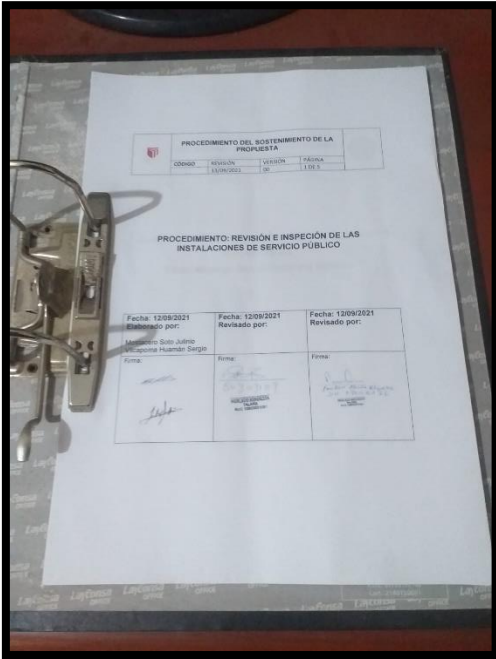 PROCEDIMIENTO DEL SOSTENIMIENTO DE LA
PROPUESTA
CÓDIGO REVISIÓN VERSIÓN PÁGINA
13/09/2021 00 1 DE 5
PROCEDIMIENTO: REVISIÓN E INSPECIÓN DE LAS
INSTALACIONES DE SERVICIO PÚBLICO
Fecha: 12/09/2021 Fecha: 12/09/2021 Fecha: 12/09/2021
Elaborado por: Revisado por: Revisado por:
Soto Julinio
Vilcapoma Huamán Sergio
Firma: Firma: Firma:
Layconsa